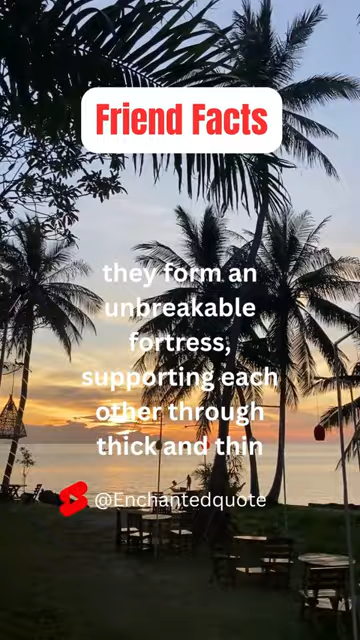 Friend Facts
they form an
unbreakable
fortress,
supporting each
other through
thick and thin
@Enchantedquote